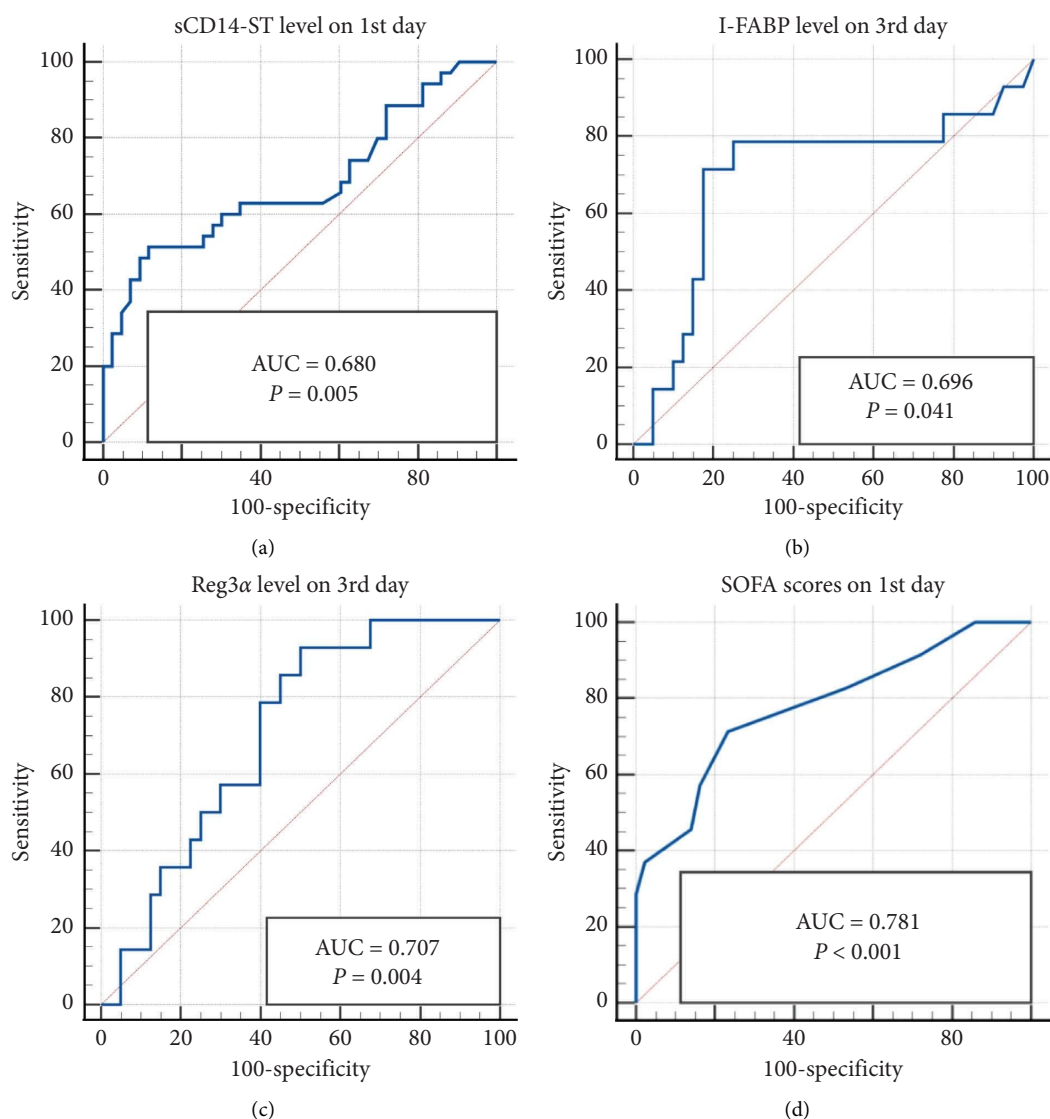 sCD14-ST level on 1st day
100
80
60
40
20
0
Sensitivity
AUC = 0.680
P = 0.005
0 40 80
100-specificity
(a)
I-FABP level on 3rd day
100
80
60
40
20
0
Sensitivity
AUC = 0.696
P = 0.041
0 20 40 60 80 100
100-specificity
(b)
Reg3α level on 3rd day
100
80
60
40
20
0
Sensitivity
AUC = 0.707
P = 0.004
0 20 40 60 80 100
100-specificity
(c)
SOFA scores on 1st day
100
80
60
40
20
0
Sensitivity
AUC = 0.781
P < 0.001
0 40 80
100-specificity
(d)